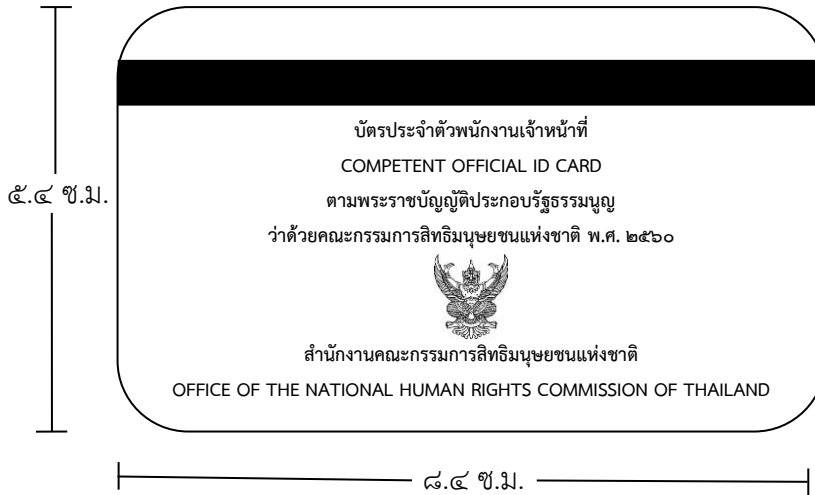 บัตรประจำตัวพนักงานเจ้าหน้าที่
COMPETENT OFFICIAL ID CARD
ตามพระราชบัญญัติประกอบรัฐธรรมนูญ
๕.๔ ซ.ม.
ว่าด้วยคณะกรรมการสิทธิมนุษยชนแห่งชาติ พ.ศ. ๒๕๖๐
สำนักงานคณะกรรมการสิทธิมนุษยชนแห่งชาติ
OFFICE OF THE NATIONAL HUMAN RIGHTS COMMISSION OF THAILAND
๘.๔ ซ.ม.